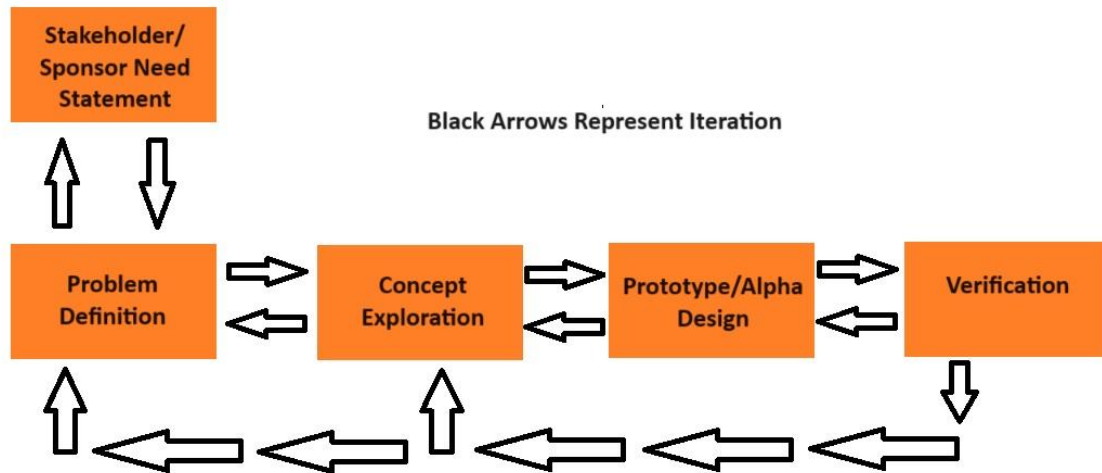 Stakeholder/
Sponsor Need
Statement
Black Arrows Represent Iteration
Problem
Definition
Concept
Exploration
Prototype/Alpha
Design
Verification